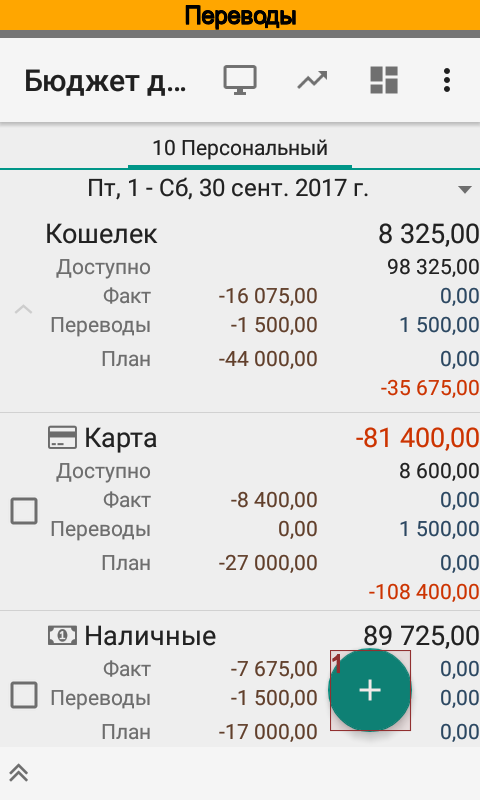 Переводы
Бюджет д...
10 Персональный
Пт, 1 - Сб, 30 сент. 2017 г.
Кошелек 8 325,00
Доступно 98 325,00
Факт -16 075,00 0,00
Переводы -1 500,00 1 500,00
План -44 000,00 0,00
-35 675,00
Карта -81 400,00
Доступно 8 600,00
Факт -8 400,00 0,00
Переводы 0,00 1 500,00
План -27 000,00 0,00
-108 400,00
Наличные 89 725,00
Факт -7 675,00 0,00
1
Переводы -1 500,00 0,00
План -17 000,00 0,00